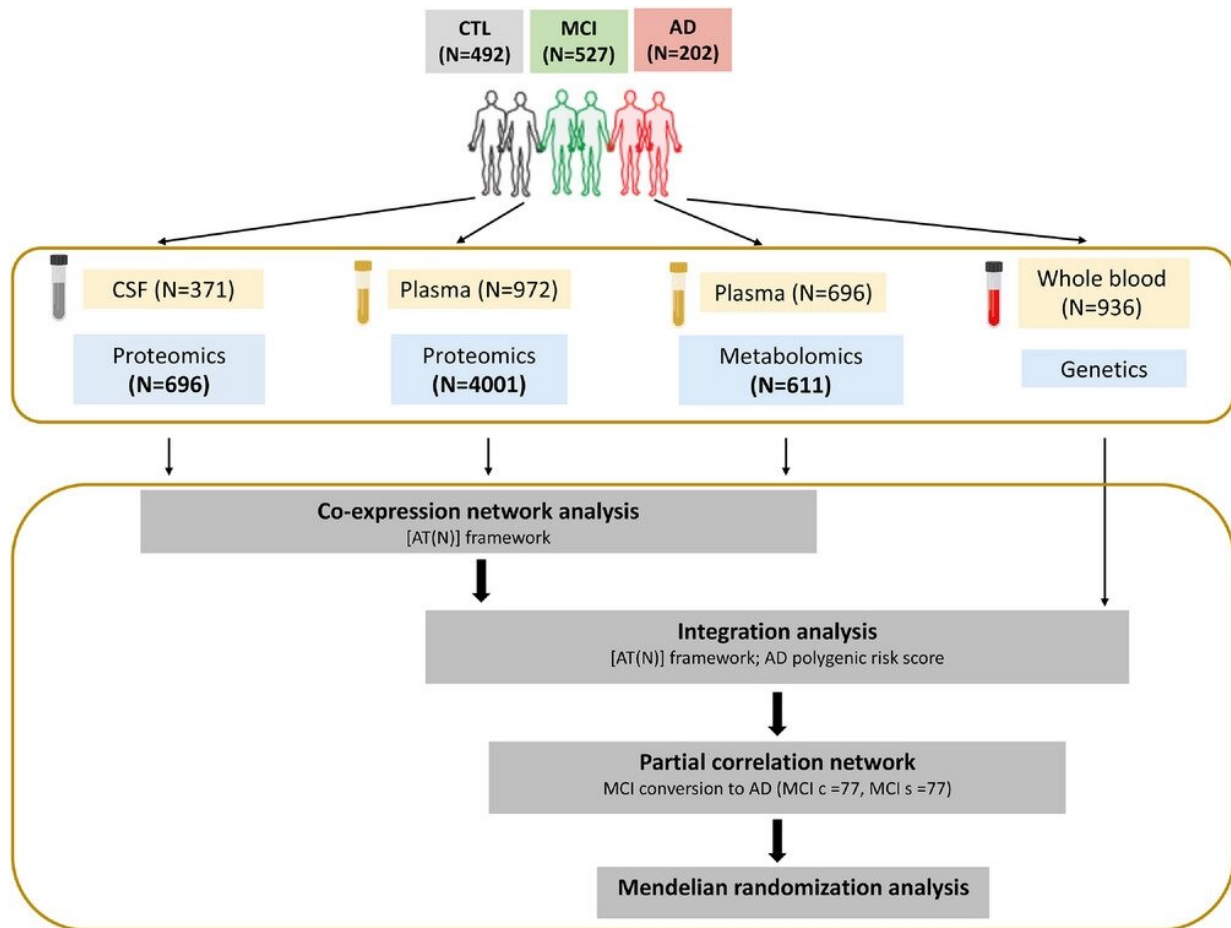 CTL
(N=492)
MCI
(N=527)
AD
(N=202)
CSF (N=371)
Plasma (N=972)
Plasma (N=696)
Whole blood
(N=936)
Proteomics
(N=696)
Proteomics
(N=4001)
Metabolomics
(N=611)
Genetics
Co-expression network analysis
[AT(N)] framework
Integration analysis
[AT(N)] framework; AD polygenic risk score
Partial correlation network
MCI conversion to AD (MCI c =77, MCI s =77)
Mendelian randomization analysis